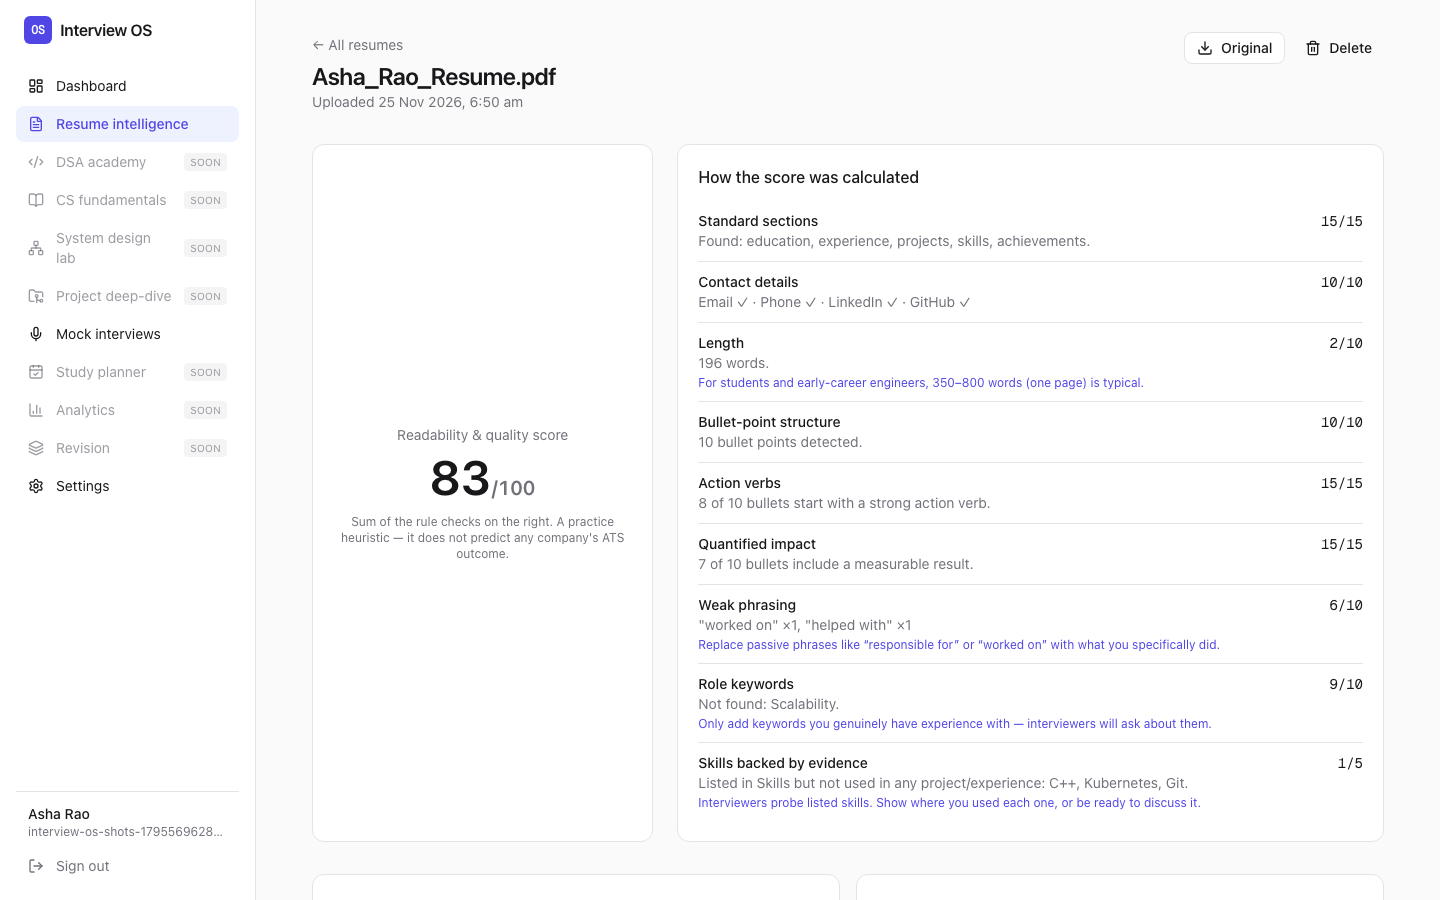 OS Interview OS
Dashboard
Resume intelligence
DSA academy SOON
CS fundamentals SOON
System design
lab SOON
Project deep-dive SOON
Mock interviews
Study planner SOON
Analytics SOON
Revision SOON
Settings
Asha Rao
interview-os-shots-1795569628...
Sign out
← All resumes
Asha_Rao_Resume.pdf
Uploaded 25 Nov 2026, 6:50 am
Original Delete
Readability & quality score
83/100
Sum of the rule checks on the right. A practice
heuristic — it does not predict any company's ATS
outcome.
How the score was calculated
Standard sections 15/15
Found: education, experience, projects, skills, achievements.
Contact details 10/10
Email ✓ · Phone ✓ · LinkedIn ✓ · GitHub ✓
Length 2/10
196 words.
For students and early-career engineers, 350–800 words (one page) is typical.
Bullet-point structure 10/10
10 bullet points detected.
Action verbs 15/15
8 of 10 bullets start with a strong action verb.
Quantified impact 15/15
7 of 10 bullets include a measurable result.
Weak phrasing 6/10
"worked on" ×1, "helped with" ×1
Replace passive phrases like “responsible for” or “worked on” with what you specifically did.
Role keywords 9/10
Not found: Scalability.
Only add keywords you genuinely have experience with — interviewers will ask about them.
Skills backed by evidence 1/5
Listed in Skills but not used in any project/experience: C++, Kubernetes, Git.
Interviewers probe listed skills. Show where you used each one, or be ready to discuss it.